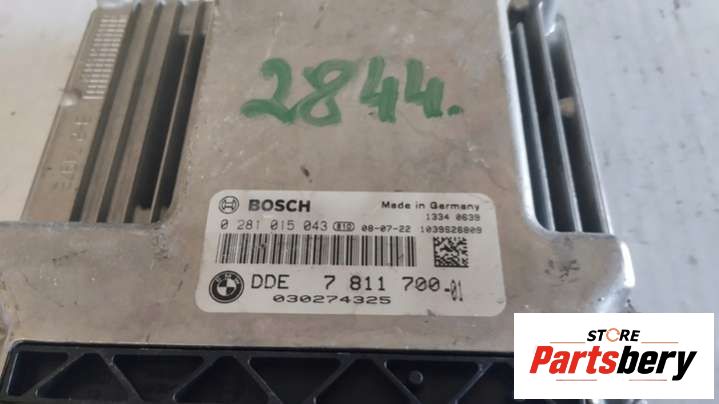 2844.
BOSCH Made in Germany
1334 0639
0 281 015 043 B10 08-07-22 1039S26809
DDE 7 811 700-01
030274325
STORE
Partsbery